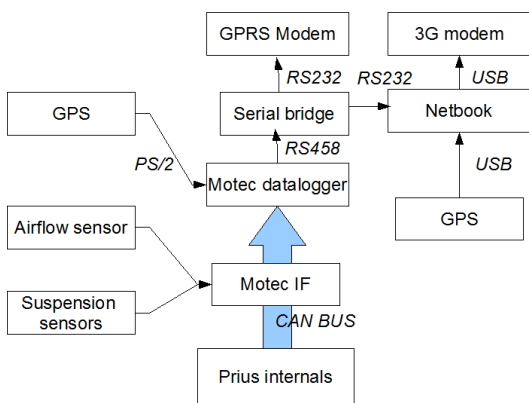 GPRS Modem
3G modem
RS232
RS232
USB
GPS
Serial bridge
Netbook
RS458
PS/2
Motec datalogger
USB
GPS
Airflow sensor
Motec IF
Suspension
sensors
CAN BUS
Prius internals